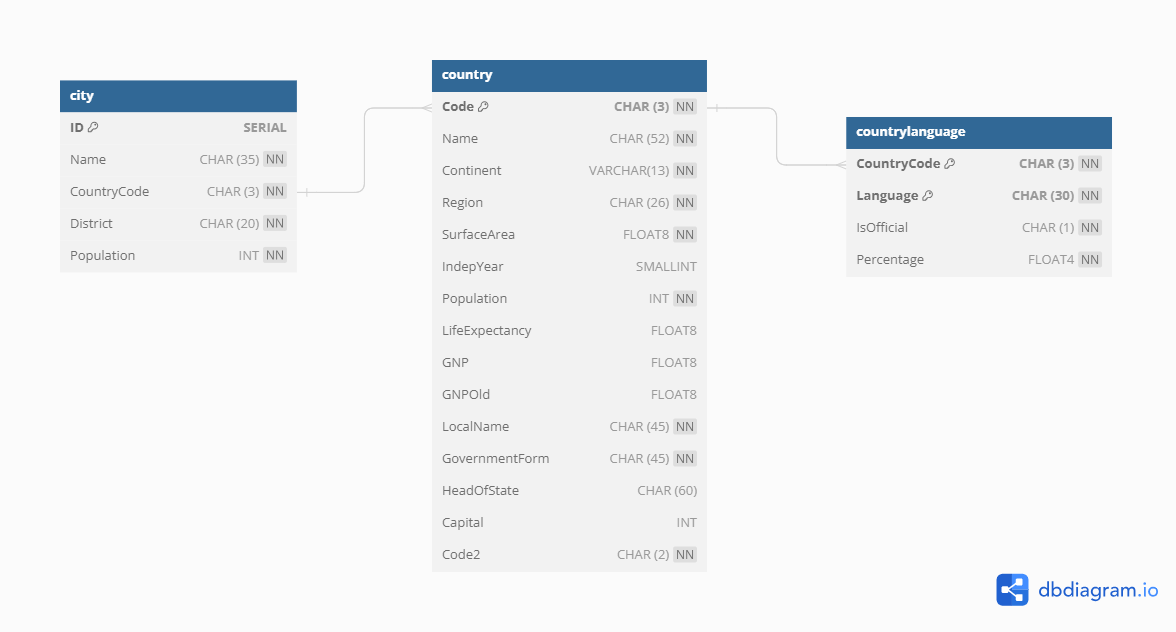 city
ID SERIAL
Name CHAR (35) NN
CountryCode CHAR (3) NN
District CHAR (20) NN
Population INT NN
country
Code CHAR (3) NN
Name CHAR (52) NN
Continent VARCHAR(13) NN
Region CHAR (26) NN
SurfaceArea FLOAT8 NN
IndepYear SMALLINT
Population INT NN
LifeExpectancy FLOAT8
GNP FLOAT8
GNPOld FLOAT8
LocalName CHAR (45) NN
GovernmentForm CHAR (45) NN
HeadOfState CHAR (60)
Capital INT
Code2 CHAR (2) NN
countrylanguage
CountryCode CHAR (3) NN
Language CHAR (30) NN
IsOfficial CHAR (1) NN
Percentage FLOAT4 NN
dbdiagram.io